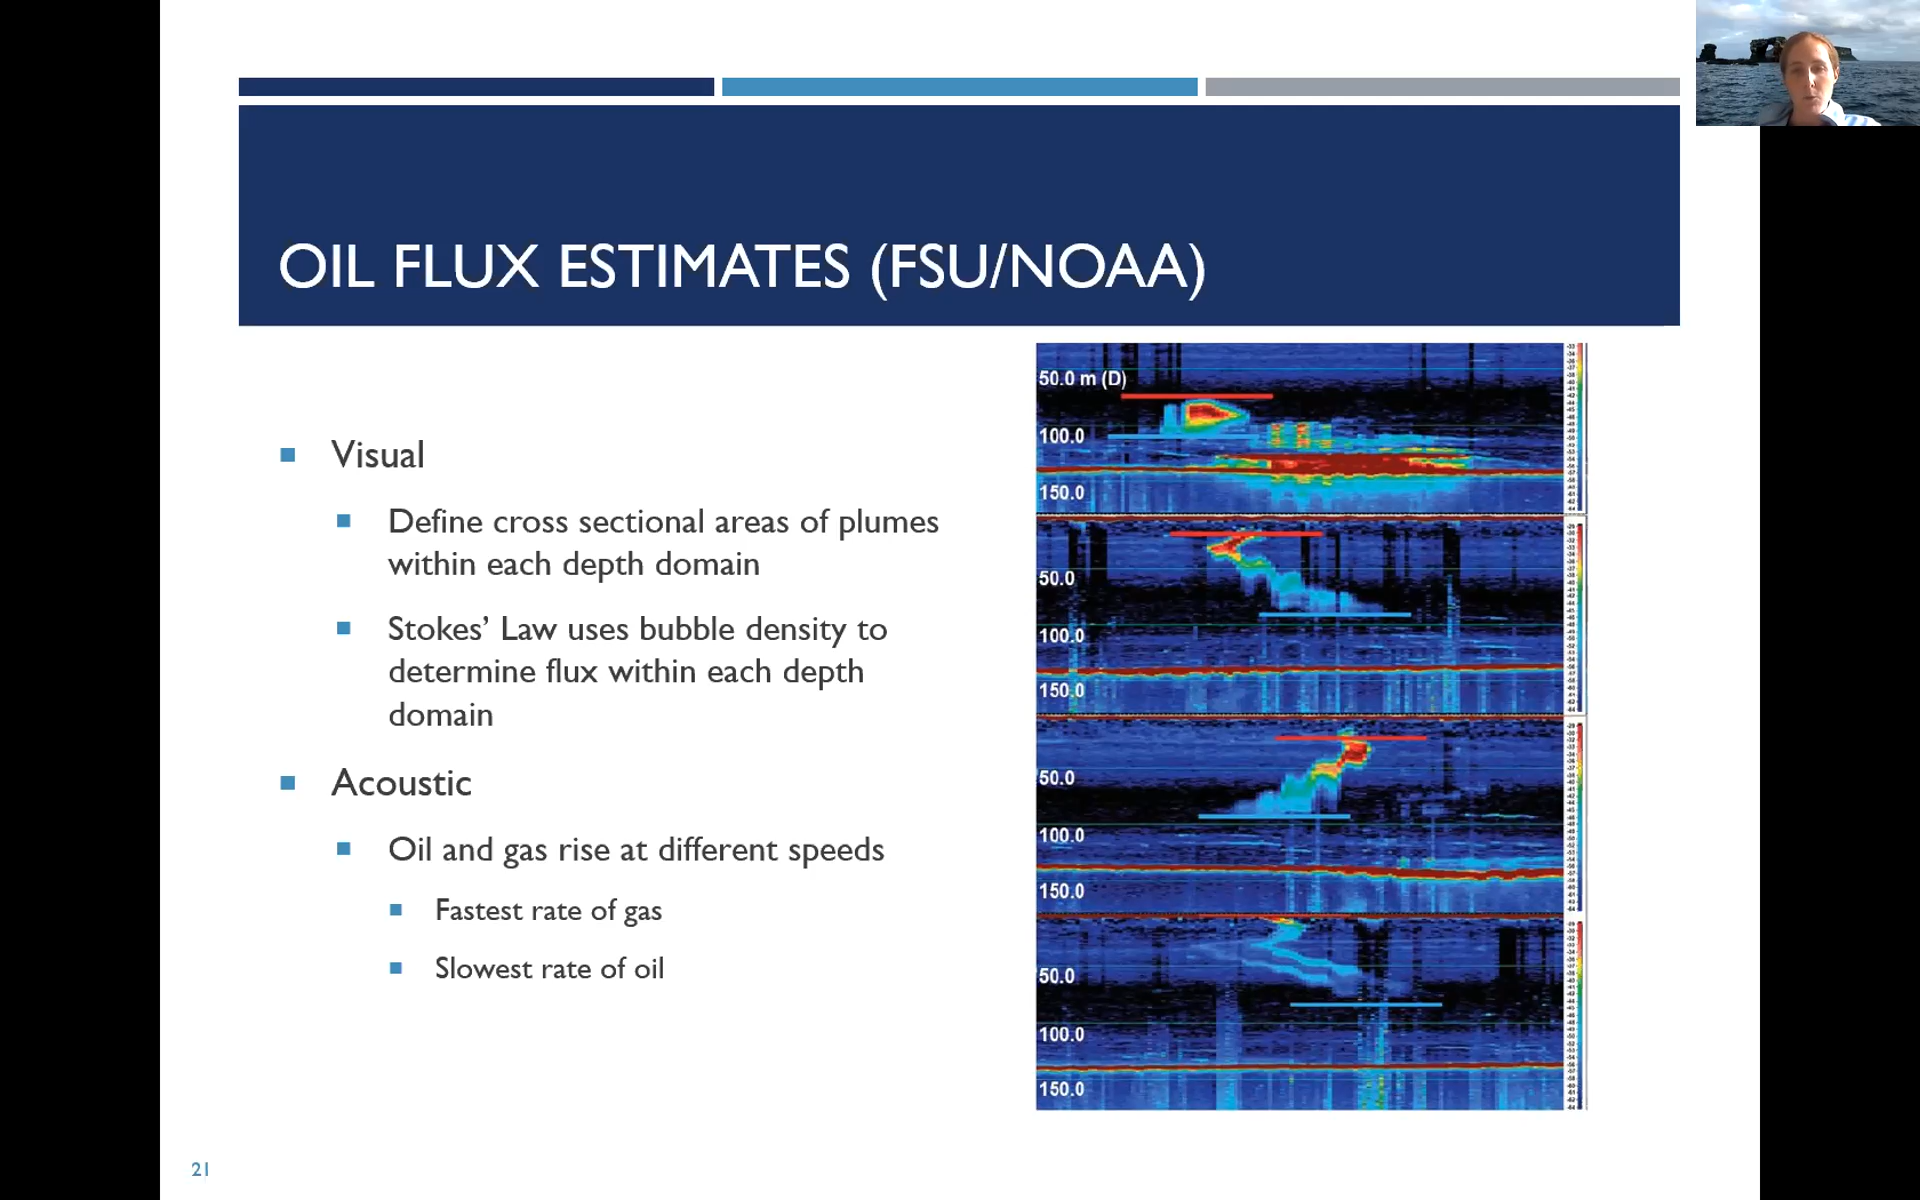 OIL FLUX ESTIMATES (FSU/NOAA)
Visual
Define cross sectional areas of plumes
within each depth domain
Stokes’ Law uses bubble density to
determine flux within each depth
domain
Acoustic
Oil and gas rise at different speeds
Fastest rate of gas
Slowest rate of oil
50.0 m (D)
100.0
150.0
50.0
100.0
150.0
50.0
100.0
150.0
50.0
100.0
150.0
21